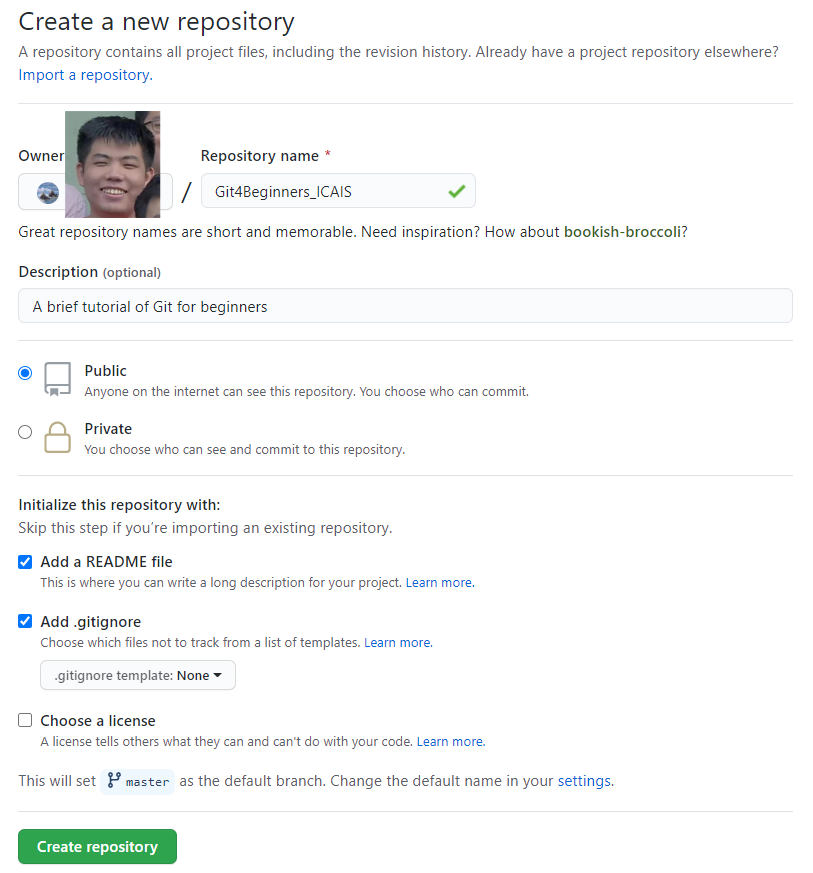 Create a new repository
A repository contains all project files, including the revision history. Already have a project repository elsewhere?
Import a repository.
Owner
Repository name *
/ Git4Beginners_ICAIS
Great repository names are short and memorable. Need inspiration? How about bookish-broccoli?
Description (optional)
A brief tutorial of Git for beginners
Public
Anyone on the internet can see this repository. You choose who can commit.
Private
You choose who can see and commit to this repository.
Initialize this repository with:
Skip this step if you’re importing an existing repository.
Add a README file
This is where you can write a long description for your project. Learn more.
Add .gitignore
Choose which files not to track from a list of templates. Learn more.
.gitignore template: None
Choose a license
A license tells others what they can and can't do with your code. Learn more.
This will set master as the default branch. Change the default name in your settings.
Create repository